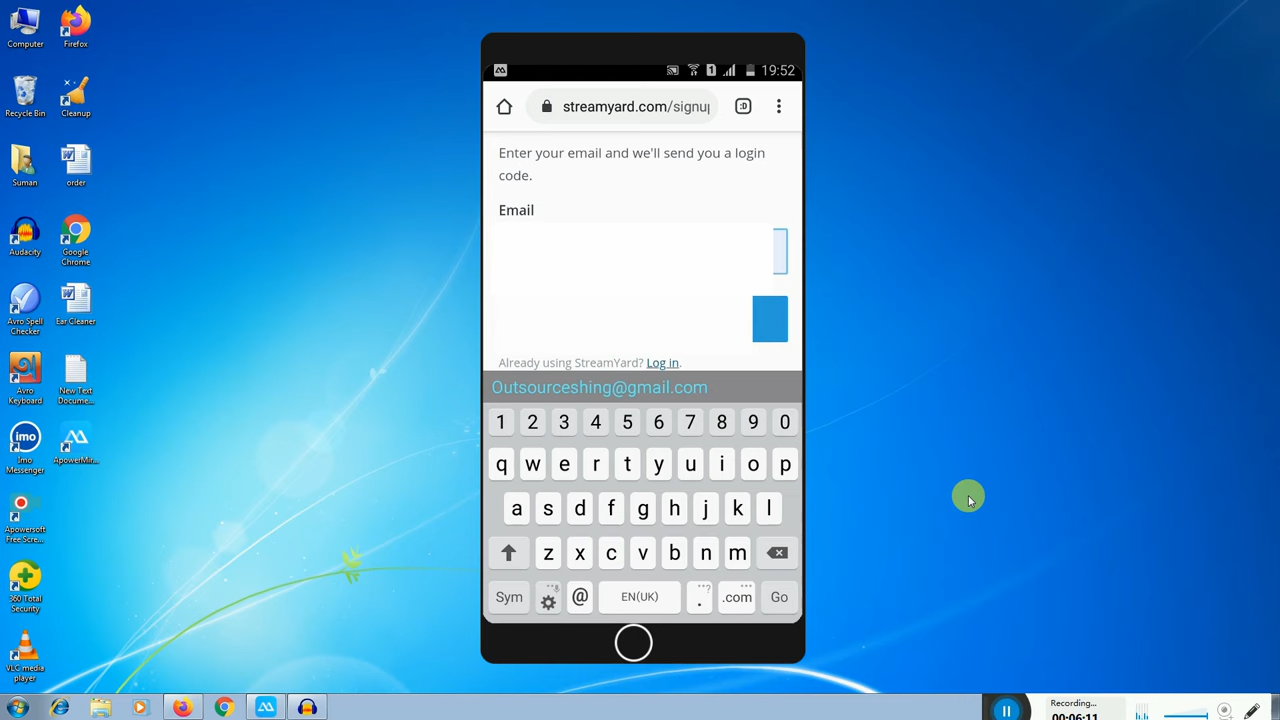 Computer
Firefox
Recycle Bin
Cleanup
Suman
order
Audacity
Google
Chrome
Avro Spell
Checker
Ear Cleaner
Avro
Keyboard
New Text
Docume...
imo
Messenger
ApowerMir...
Apowersoft
Free Scre...
360 Total
Security
VLC media
player
19:52
streamyard.com/signup
Enter your email and we'll send you a login
code.
Email
Already using StreamYard? Log in.
Outsourceshing@gmail.com
1 2 3 4 5 6 7 8 9 0
q w e r t y u i o p
a s d f g h j k l
z x c v b n m
Sym @ EN(UK) . .com Go
Recording...
00:06:11